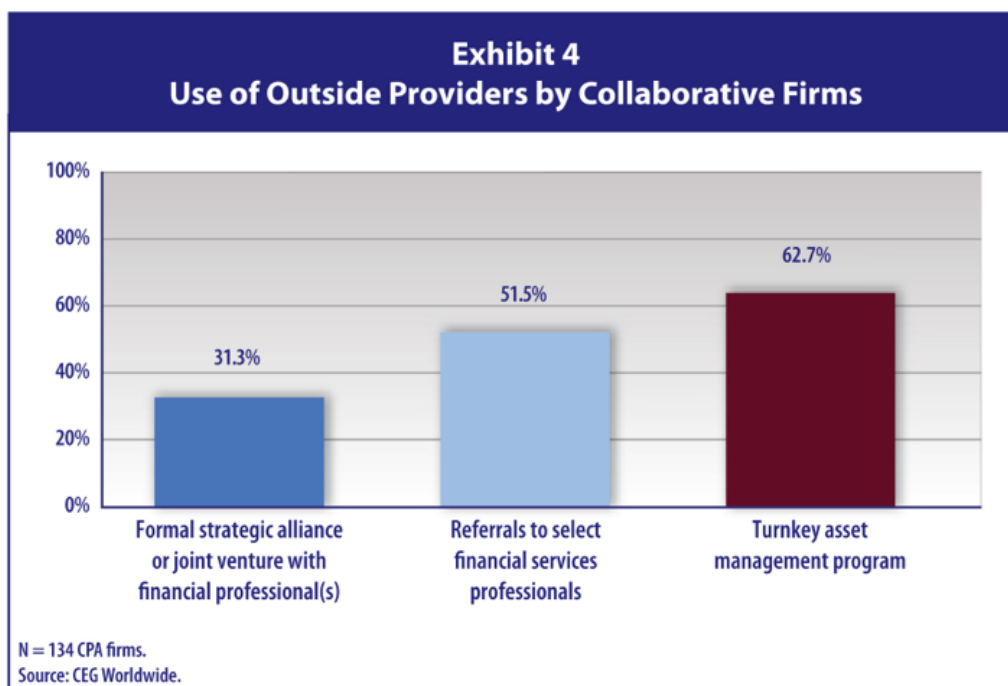 Exhibit 4
Use of Outside Providers by Collaborative Firms
100%
80%
60%
40%
20%
0%
31.3%
51.5%
62.7%
Formal strategic alliance
or joint venture with
financial professional(s)
Referrals to select
financial services
professionals
Turnkey asset
management program
N = 134 CPA firms.
Source: CEG Worldwide.